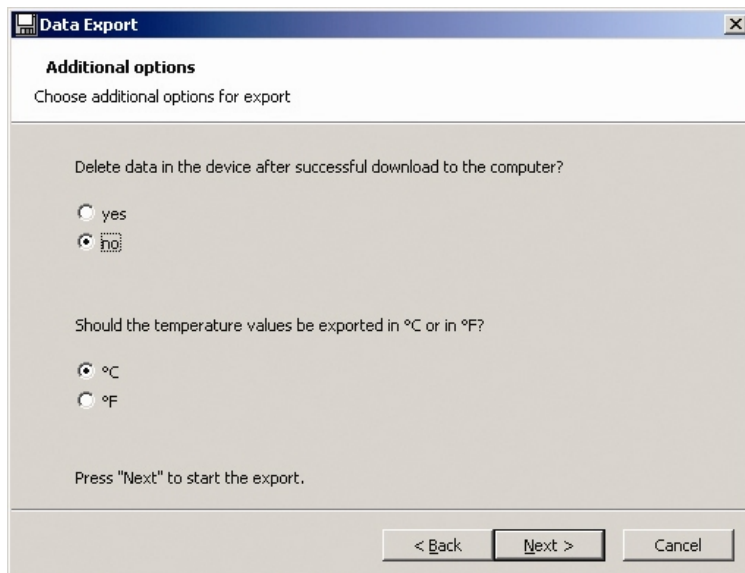 Data Export
Additional options
Choose additional options for export
Delete data in the device after successful download to the computer?
yes
no
Should the temperature values be exported in °C or in °F?
°C
°F
Press "Next" to start the export.
< Back
Next >
Cancel